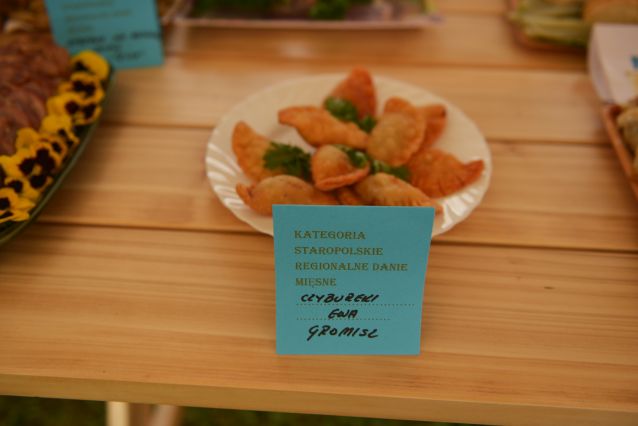 KATEGORIA
STAROPOLSKIE
REGIONALNE DANIE
MIĘSNE
CZYBUREKI
EWA
GROMISZ